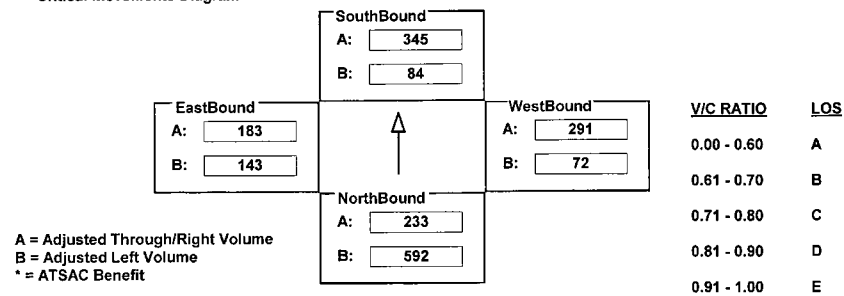 Critical Movements Diagram
SouthBound
A: 345
B: 84
EastBound
A: 183
B: 143
WestBound
A: 291
B: 72
NorthBound
A: 233
B: 592
A = Adjusted Through/Right Volume
B = Adjusted Left Volume
* = ATSAC Benefit
V/C RATIO LOS
0.00 - 0.60 A
0.61 - 0.70 B
0.71 - 0.80 C
0.81 - 0.90 D
0.91 - 1.00 E